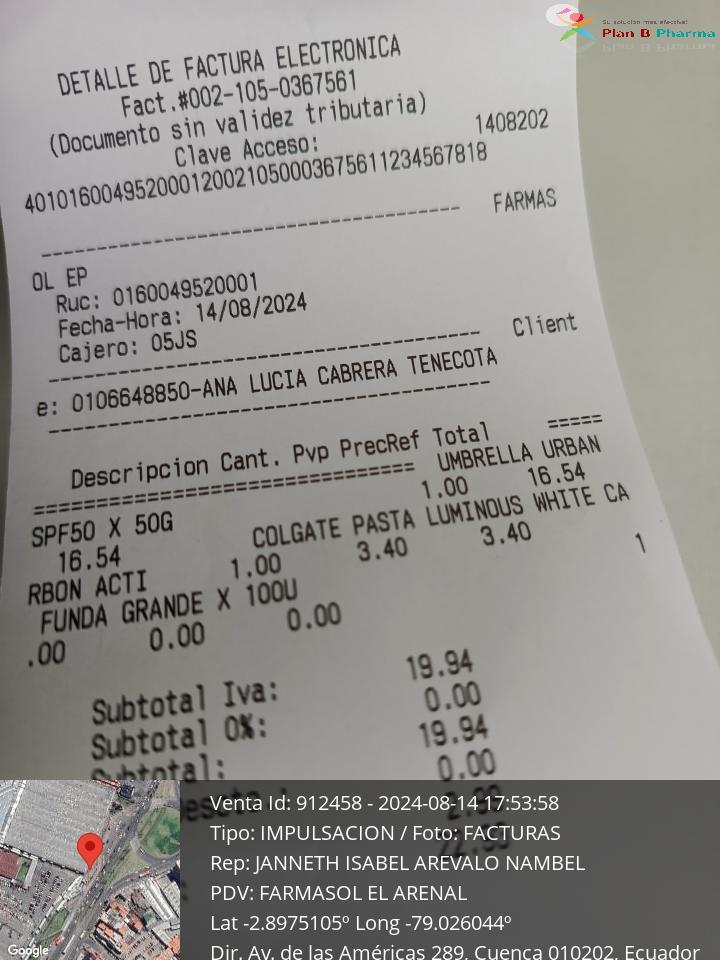 Su solución más efectiva!
Plan B Pharma
DETALLE DE FACTURA ELECTRONICA
Fact.#002-105-0367561
(Documento sin validez tributaria)
Clave Acceso: 1408202
401016004952000120021050003675611234567818
------------------------------------ FARMAS
OL EP
Ruc: 0160049520001
Fecha-Hora: 14/08/2024
Cajero: 05JS
------------------------------------ Client
e: 0106648850-ANA LUCIA CABRERA TENECOTA
------------------------------------
Descripcion Cant. Pvp PrecRef Total =====
================================ UMBRELLA URBAN
SPF50 X 50G 1.00 16.54
16.54 COLGATE PASTA LUMINOUS WHITE CA
RBON ACTI 1.00 3.40 3.40 1
FUNDA GRANDE X 100U
.00 0.00 0.00
Subtotal Iva: 19.94
Subtotal 0%: 0.00
Subtotal: 19.94
0.00
Venta Id: 912458 - 2024-08-14 17:53:58
Tipo: IMPULSACION / Foto: FACTURAS
Rep: JANNETH ISABEL AREVALO NAMBEL
PDV: FARMASOL EL ARENAL
Lat -2.8975105º Long -79.026044º
Dir. Av. de las Américas 289, Cuenca 010202, Ecuador
Google